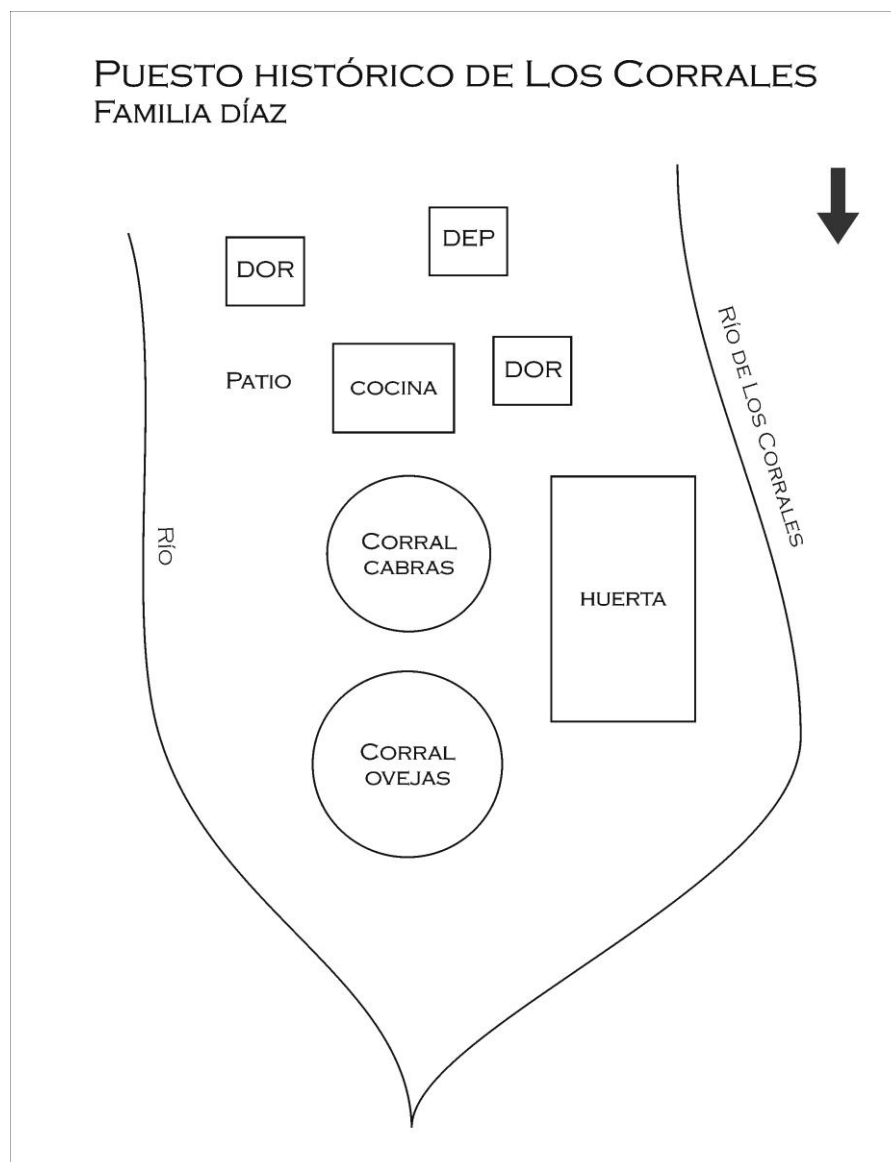 Puesto histórico de Los Corrales
Familia Díaz
DEP
DOR
DOR
Patio
cocina
Río de Los Corrales
Río
Corral
cabras
huerta
Corral
ovejas